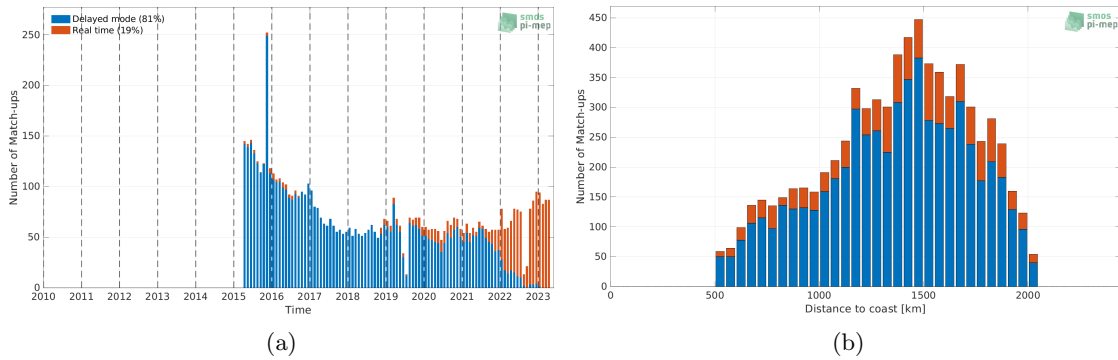 Delayed mode (81%)
Real time (19%)
smos
pi-mep
Number of Match-ups
250
200
150
100
50
0
2010 2011 2012 2013 2014 2015 2016 2017 2018 2019 2020 2021 2022 2023
Time
(a)
smos
pi-mep
Number of Match-ups
450
400
350
300
250
200
150
100
50
0
0 500 1000 1500 2000
Distance to coast [km]
(b)